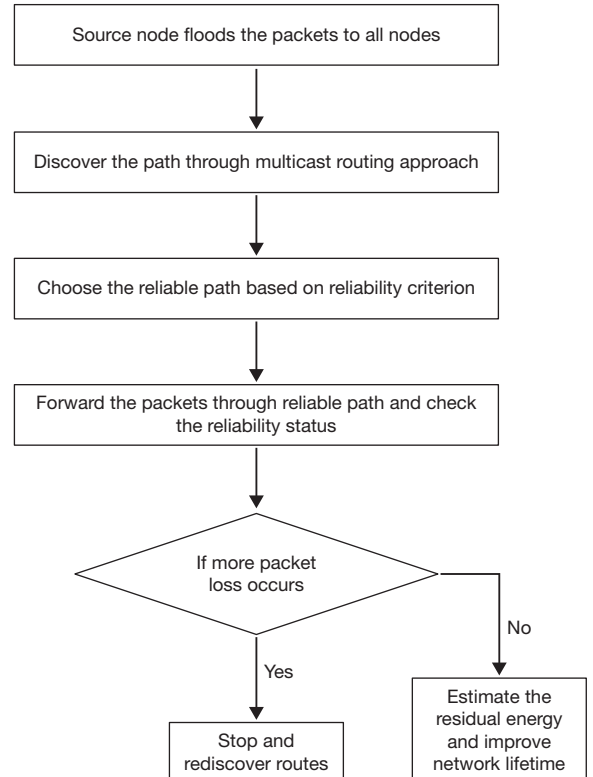 Source node floods the packets to all nodes
Discover the path through multicast routing approach
Choose the reliable path based on reliability criterion
Forward the packets through reliable path and check
the reliability status
If more packet
loss occurs
No
Yes
Stop and
rediscover routes
Estimate the
residual energy
and improve
network lifetime